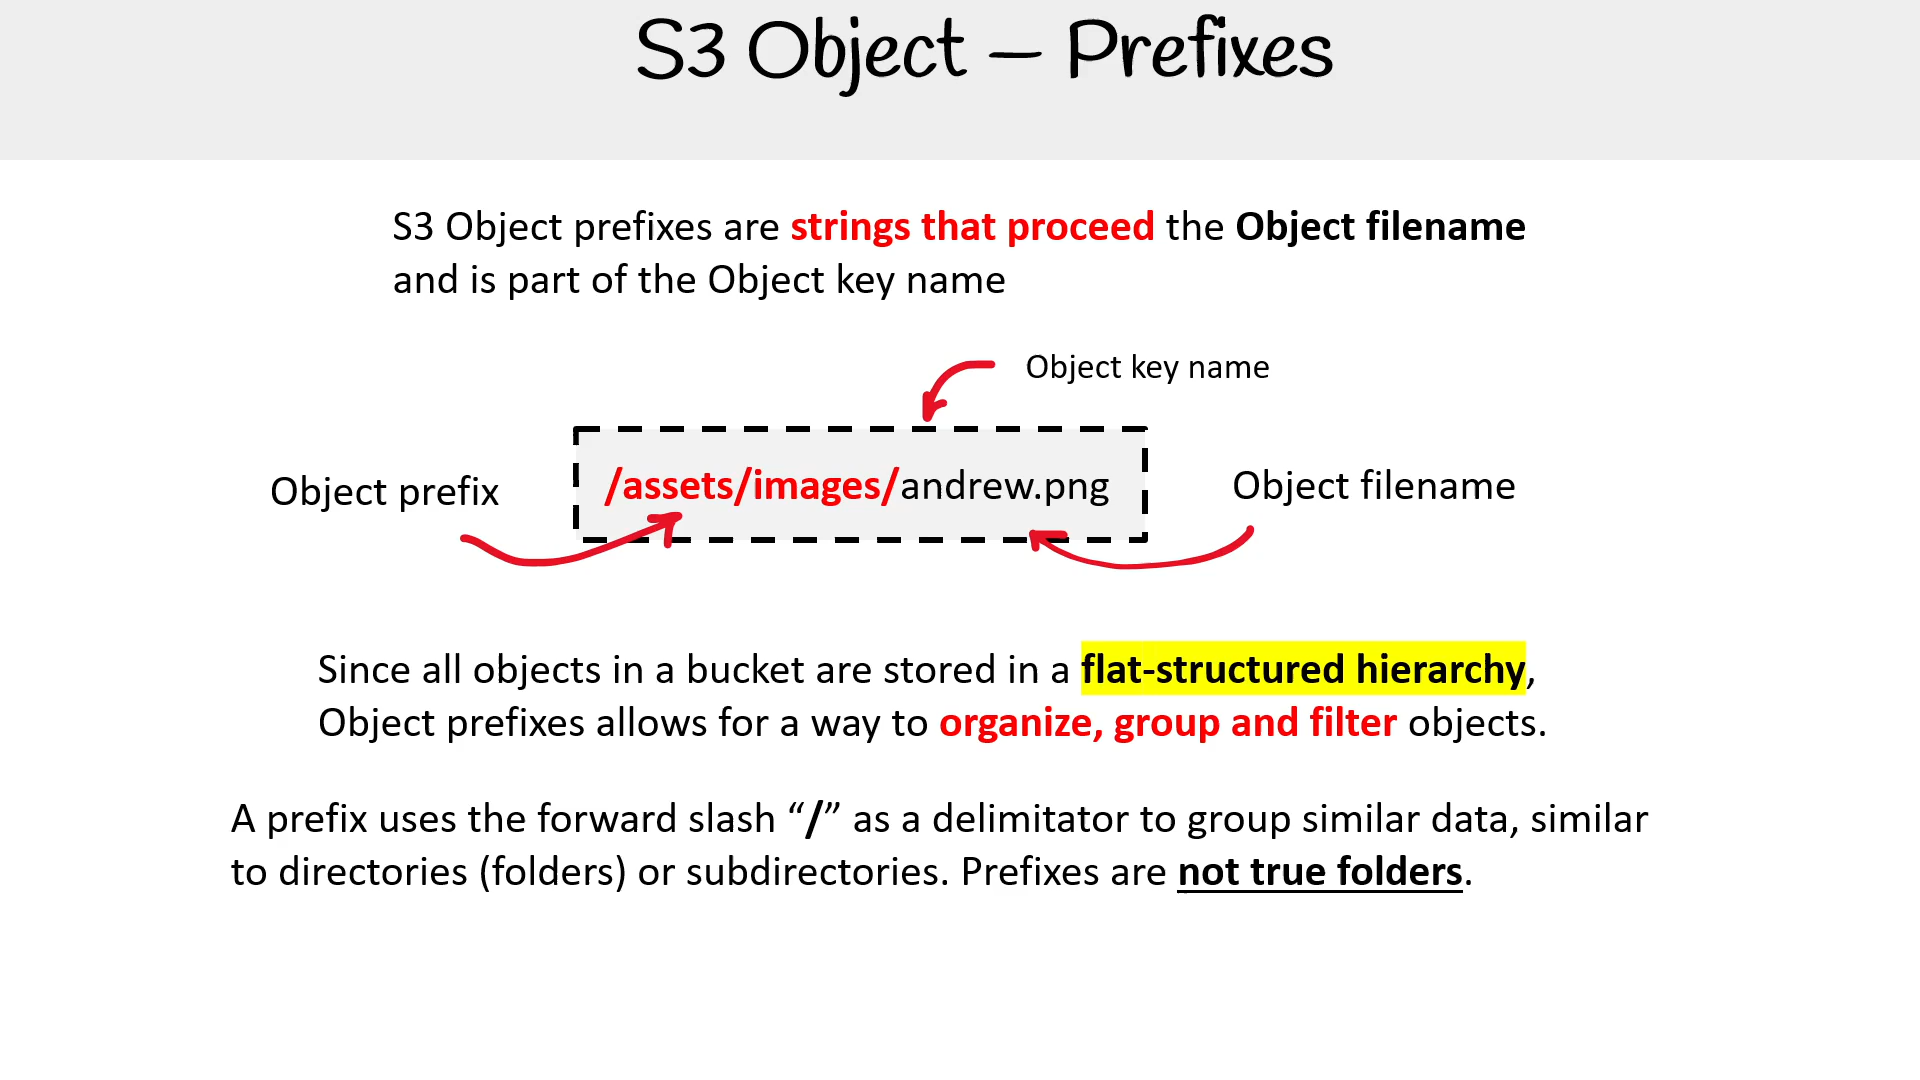 S3 Object – Prefixes
S3 Object prefixes are strings that proceed the Object filename
and is part of the Object key name
Object key name
Object prefix
/assets/images/andrew.png
Object filename
Since all objects in a bucket are stored in a flat-structured hierarchy,
Object prefixes allows for a way to organize, group and filter objects.
A prefix uses the forward slash “/” as a delimitator to group similar data, similar
to directories (folders) or subdirectories. Prefixes are not true folders.